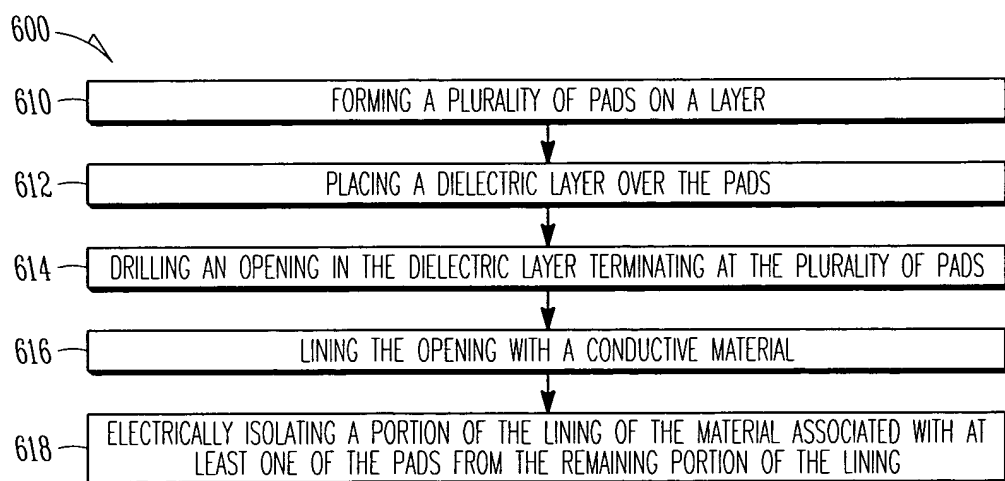 600
610
FORMING A PLURALITY OF PADS ON A LAYER
612
PLACING A DIELECTRIC LAYER OVER THE PADS
614
DRILLING AN OPENING IN THE DIELECTRIC LAYER TERMINATING AT THE PLURALITY OF PADS
616
LINING THE OPENING WITH A CONDUCTIVE MATERIAL
618
ELECTRICALLY ISOLATING A PORTION OF THE LINING OF THE MATERIAL ASSOCIATED WITH AT
LEAST ONE OF THE PADS FROM THE REMAINING PORTION OF THE LINING